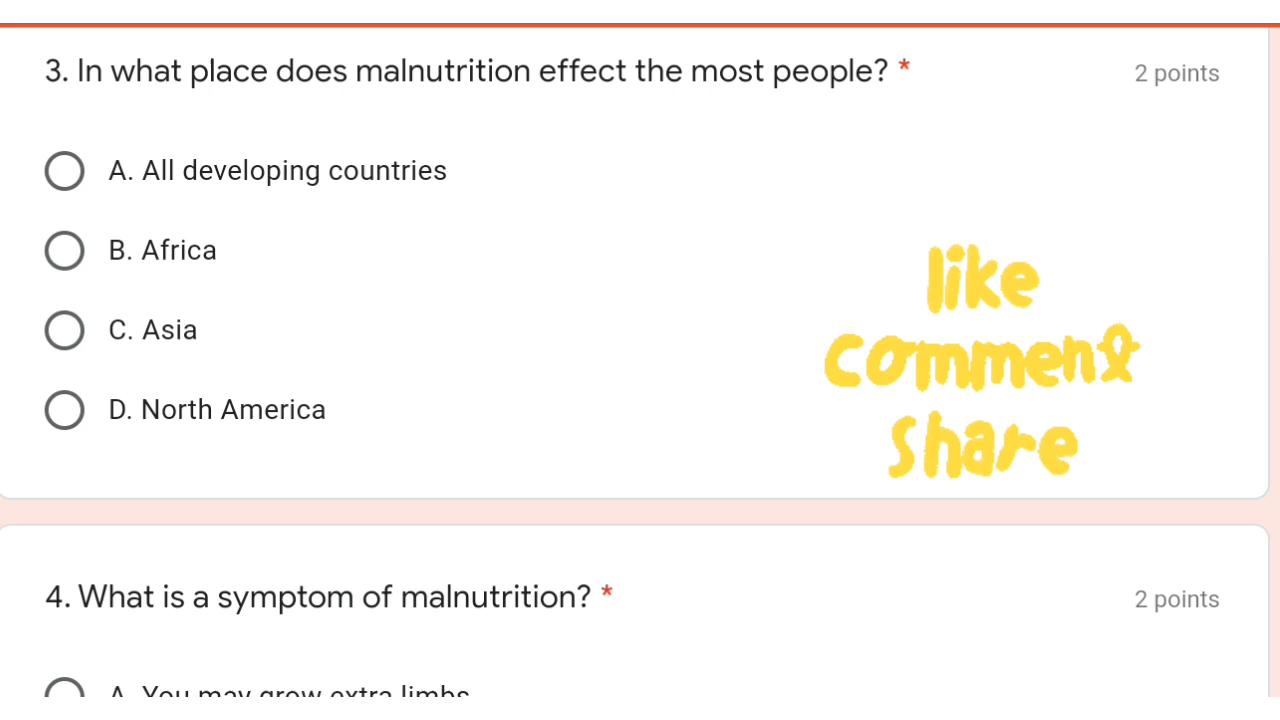 3. In what place does malnutrition effect the most people? *
2 points
A. All developing countries
B. Africa
C. Asia
D. North America
like
comment
share
4. What is a symptom of malnutrition? *
2 points
A. You may grow extra limbs